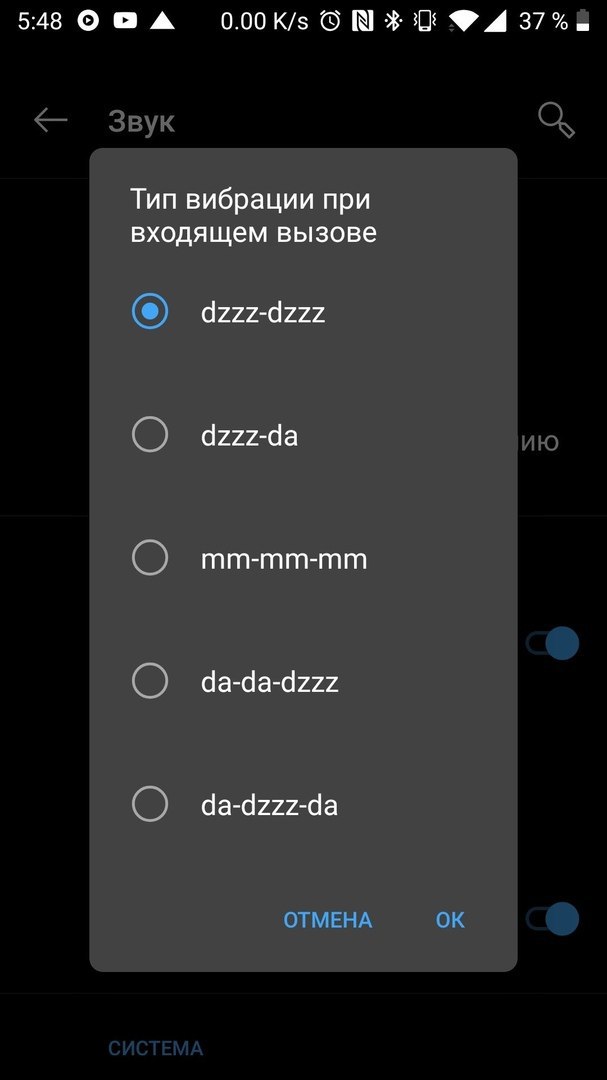 5:48 0.00 K/s 37 %
Звук
Тип вибрации при
входящем вызове
dzzz-dzzz
dzzz-da
ию
mm-mm-mm
da-da-dzzz
da-dzzz-da
ОТМЕНА ОК
СИСТЕМА